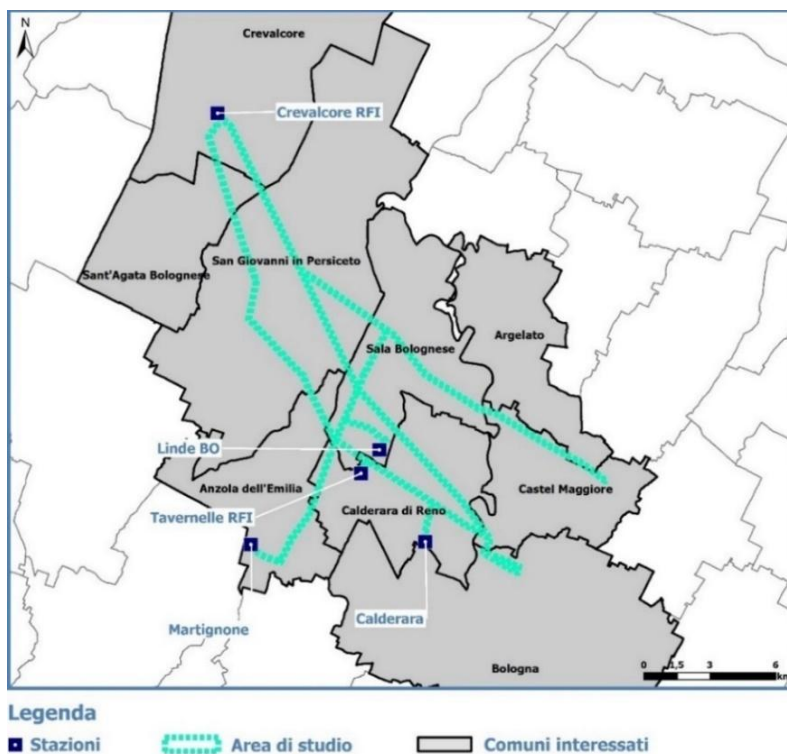 N
Crevalcore
Crevalcore RFI
San Giovanni in Persiceto
Sant'Agata Bolognese
Argelato
Sala Bolognese
Linde BO
Anzola dell'Emilia
Castel Maggiore
Calderara di Reno
Tavernelle RFI
Martignone
Calderara
Bologna
0 1,5 3 6
km
Legenda
Stazioni Area di studio Comuni interessati